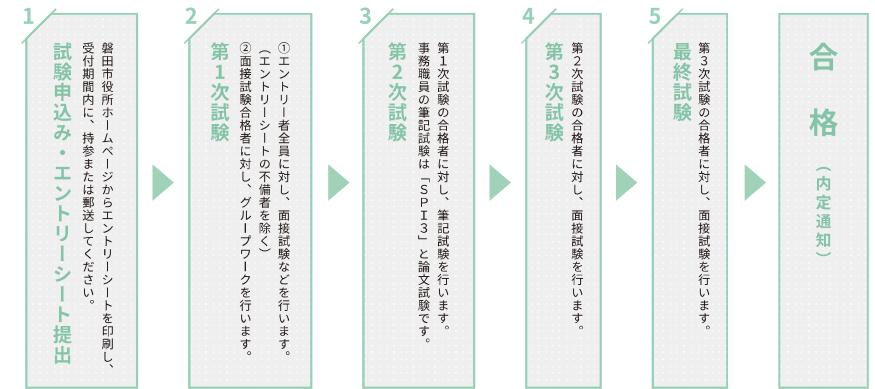 1
試験申込み・エントリーシート提出
磐田市役所ホームページからエントリーシートを印刷し、
受付期間内に、持参または郵送してください。
2
第1次試験
①エントリー者全員に対し、面接試験などを行います。
（エントリーシートの不備者を除く）
②面接試験合格者に対し、グループワークを行います。
3
第2次試験
第１次試験の合格者に対し、筆記試験を行います。
事務職員の筆記試験は「ＳＰＩ３」と論文試験です。
4
第3次試験
第２次試験の合格者に対し、面接試験を行います。
5
最終試験
第３次試験の合格者に対し、面接試験を行います。
合格
（内定通知）